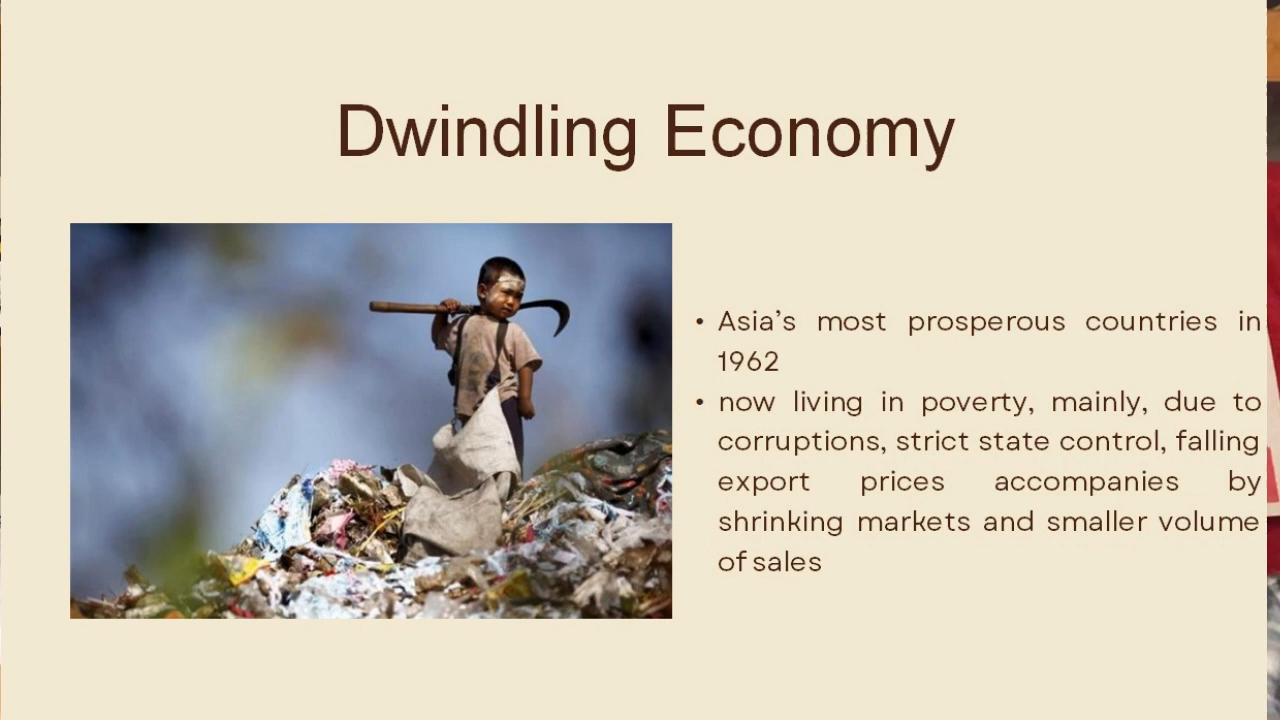 Dwindling Economy
• Asia’s most prosperous countries in
1962
• now living in poverty, mainly, due to
corruptions, strict state control, falling
export prices accompanies by
shrinking markets and smaller volume
of sales